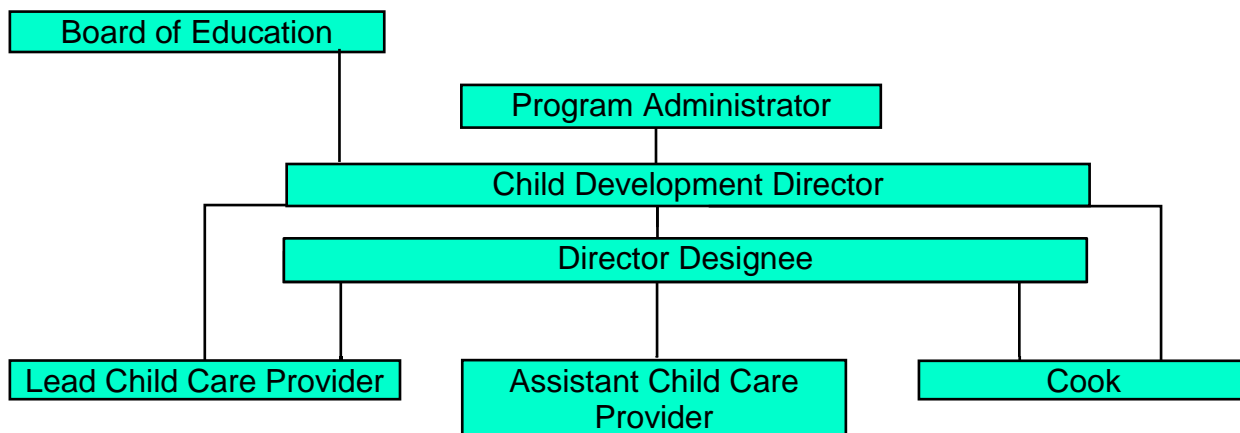 Board of Education
Program Administrator
Child Development Director
Director Designee
Lead Child Care Provider
Assistant Child Care
Provider
Cook